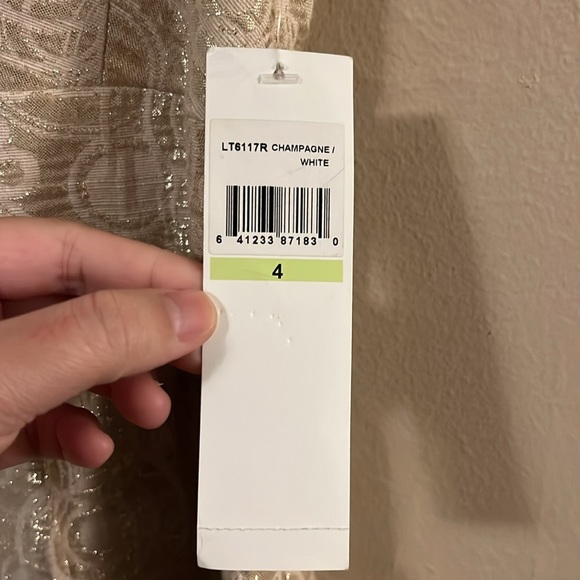 LT6117R CHAMPAGNE /
WHITE
6 41233 87183 0
4